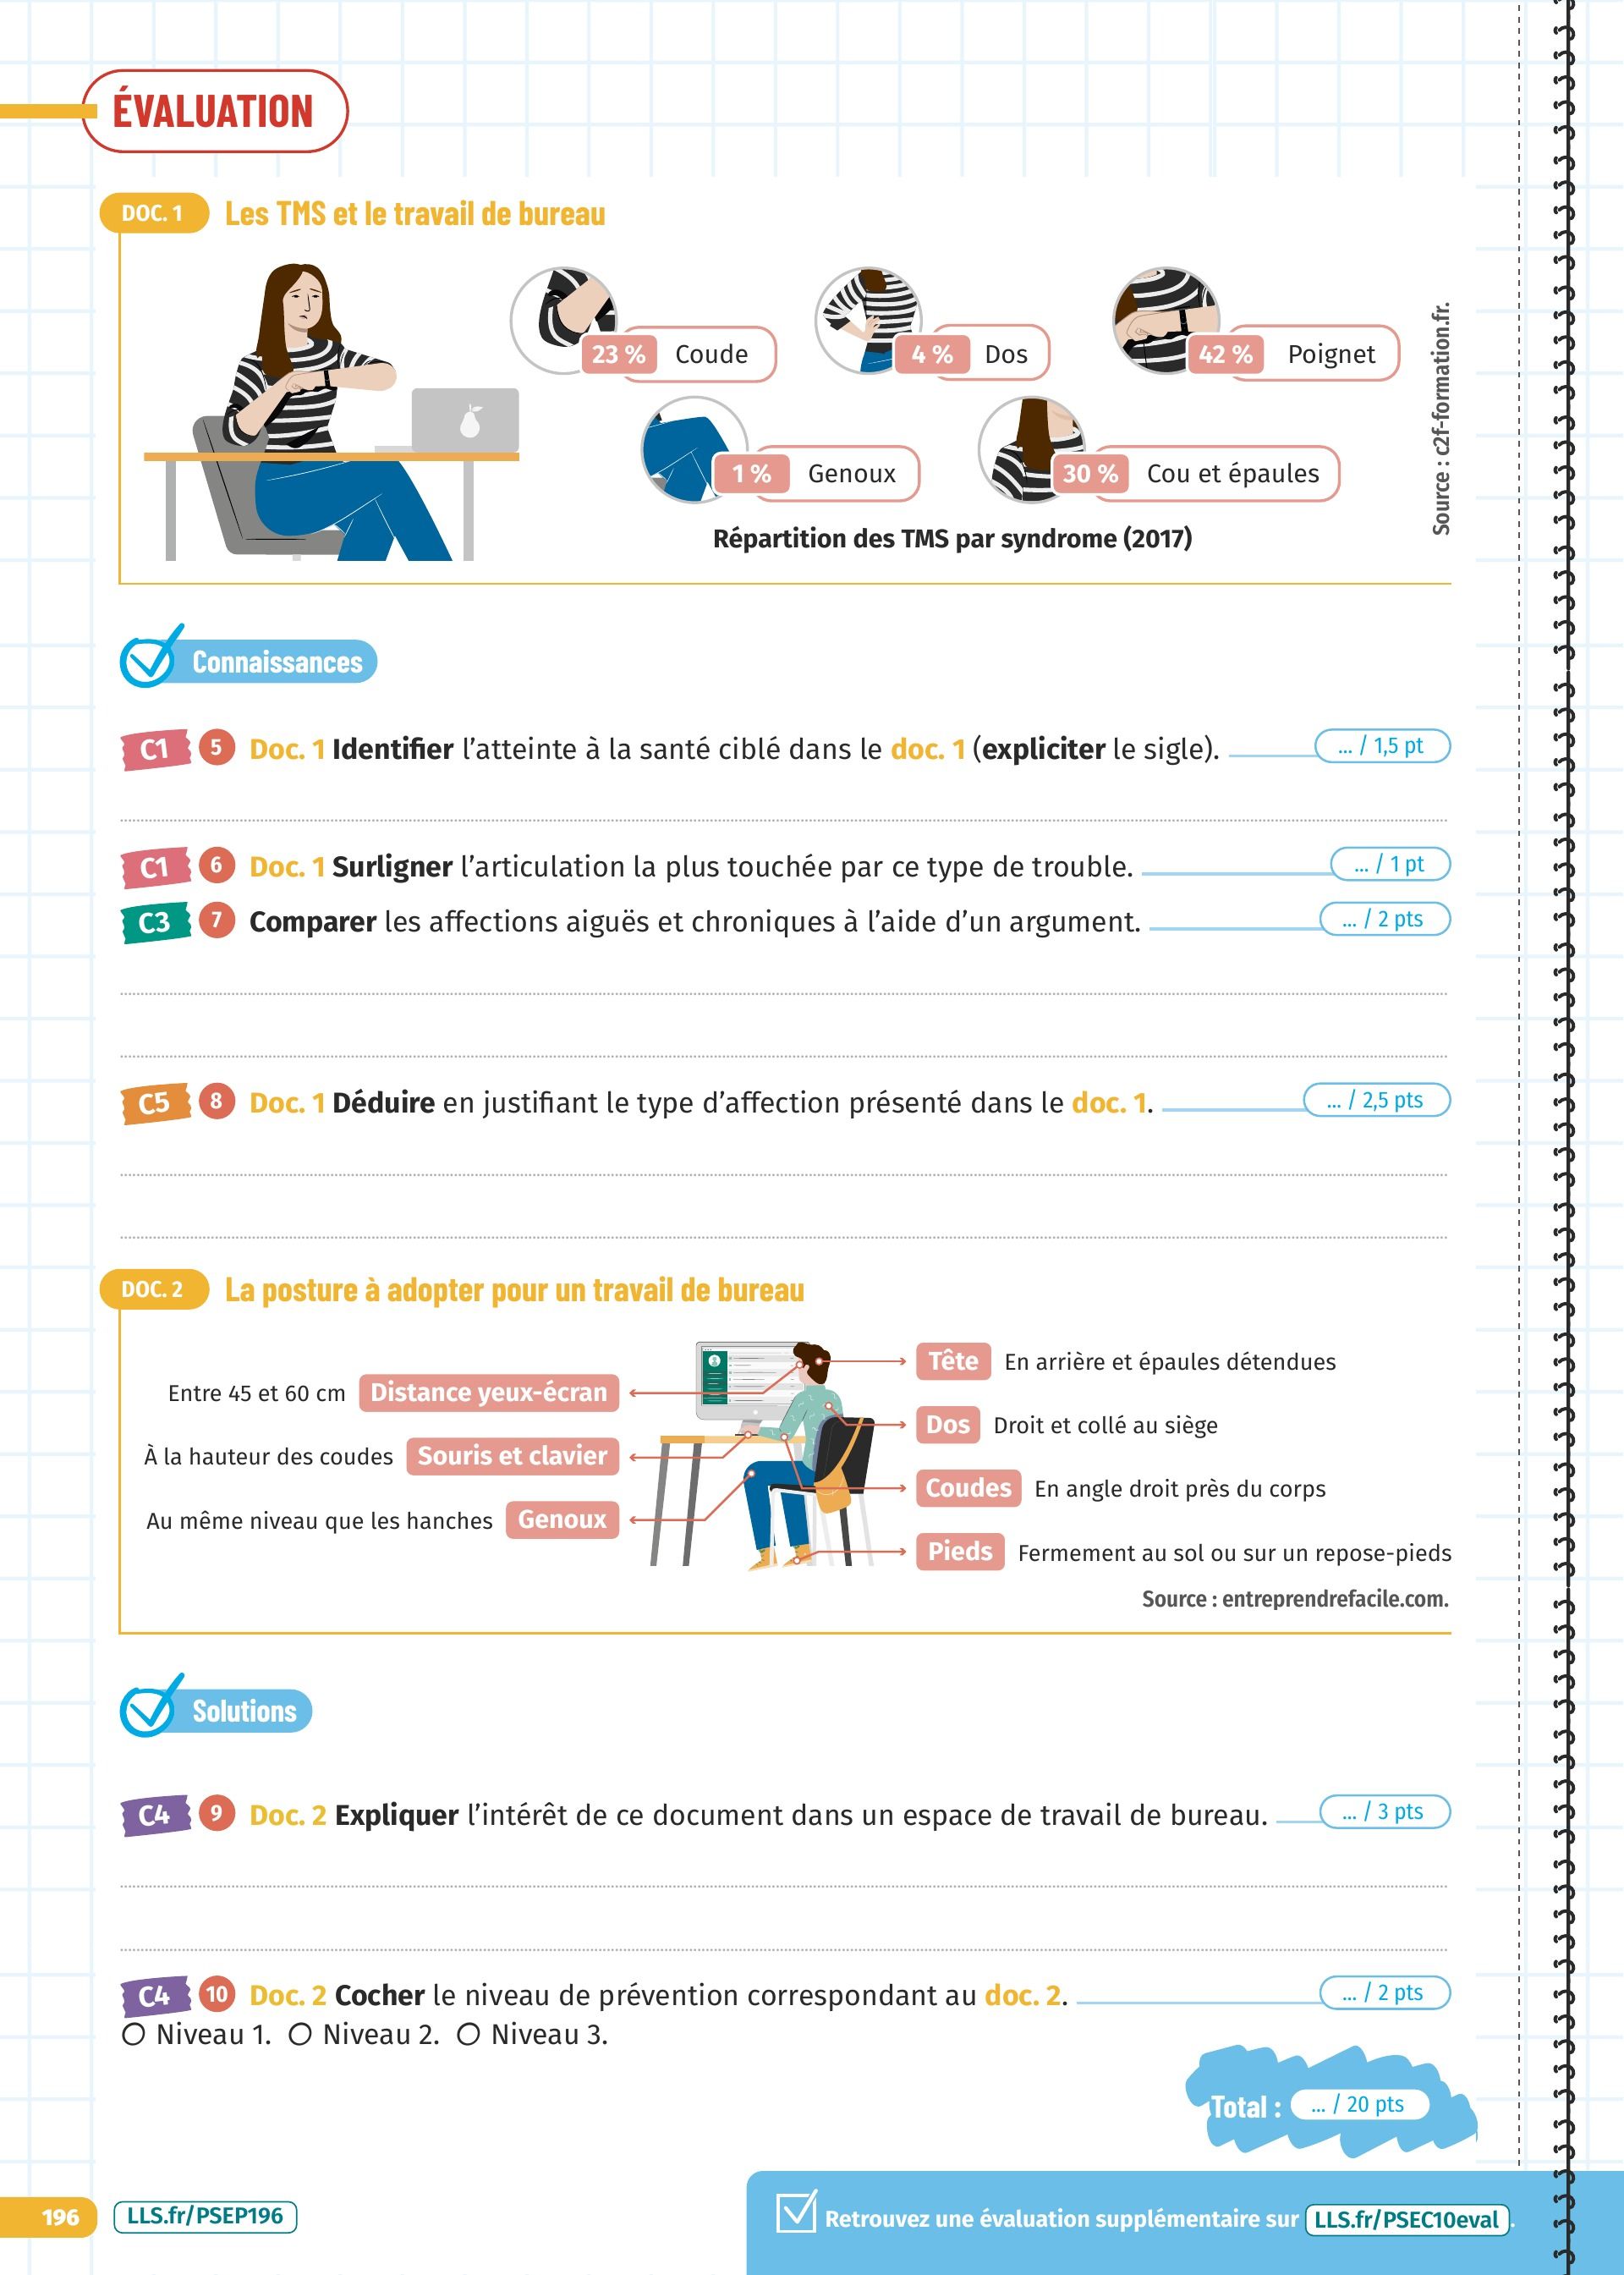 ÉVALUATION
DOC. 1 Les TMS et le travail de bureau
23 % Coude
4 % Dos
42 % Poignet
1 % Genoux
30 % Cou et épaules
Répartition des TMS par syndrome (2017)
Source : c2f-formation.fr.
Connaissances
C1 5 Doc. 1 Identifier l’atteinte à la santé ciblé dans le doc. 1 (expliciter le sigle). ... / 1,5 pt
C1 6 Doc. 1 Surligner l’articulation la plus touchée par ce type de trouble. ... / 1 pt
C3 7 Comparer les affections aiguës et chroniques à l’aide d’un argument. ... / 2 pts
C5 8 Doc. 1 Déduire en justifiant le type d’affection présenté dans le doc. 1. ... / 2,5 pts
DOC. 2 La posture à adopter pour un travail de bureau
Entre 45 et 60 cm Distance yeux-écran
À la hauteur des coudes Souris et clavier
Au même niveau que les hanches Genoux
Tête En arrière et épaules détendues
Dos Droit et collé au siège
Coudes En angle droit près du corps
Pieds Fermement au sol ou sur un repose-pieds
Source : entreprendrefacile.com.
Solutions
C4 9 Doc. 2 Expliquer l’intérêt de ce document dans un espace de travail de bureau. ... / 3 pts
C4 10 Doc. 2 Cocher le niveau de prévention correspondant au doc. 2. ... / 2 pts
Niveau 1. Niveau 2. Niveau 3.
Total : ... / 20 pts
196 LLS.fr/PSEP196
Retrouvez une évaluation supplémentaire sur LLS.fr/PSEC10eval.